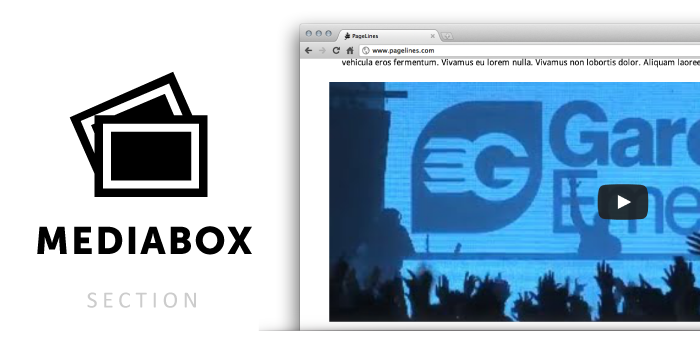 MEDIABOX
SECTION
PageLines
www.pagelines.com
vehicula eros fermentum. Vivamus eu lorem nulla. Vivamus non lobortis dolor. Aliquam laoree
G Gar